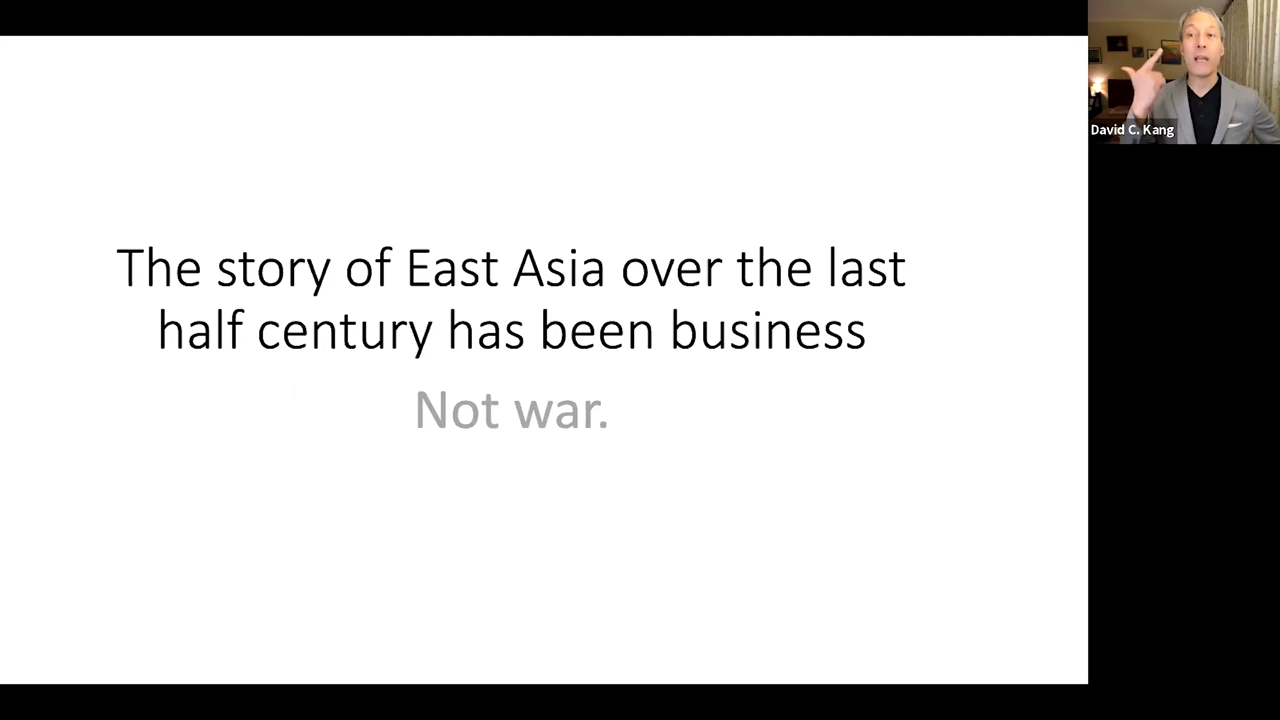 The story of East Asia over the last
half century has been business
Not war.
David C. Kang